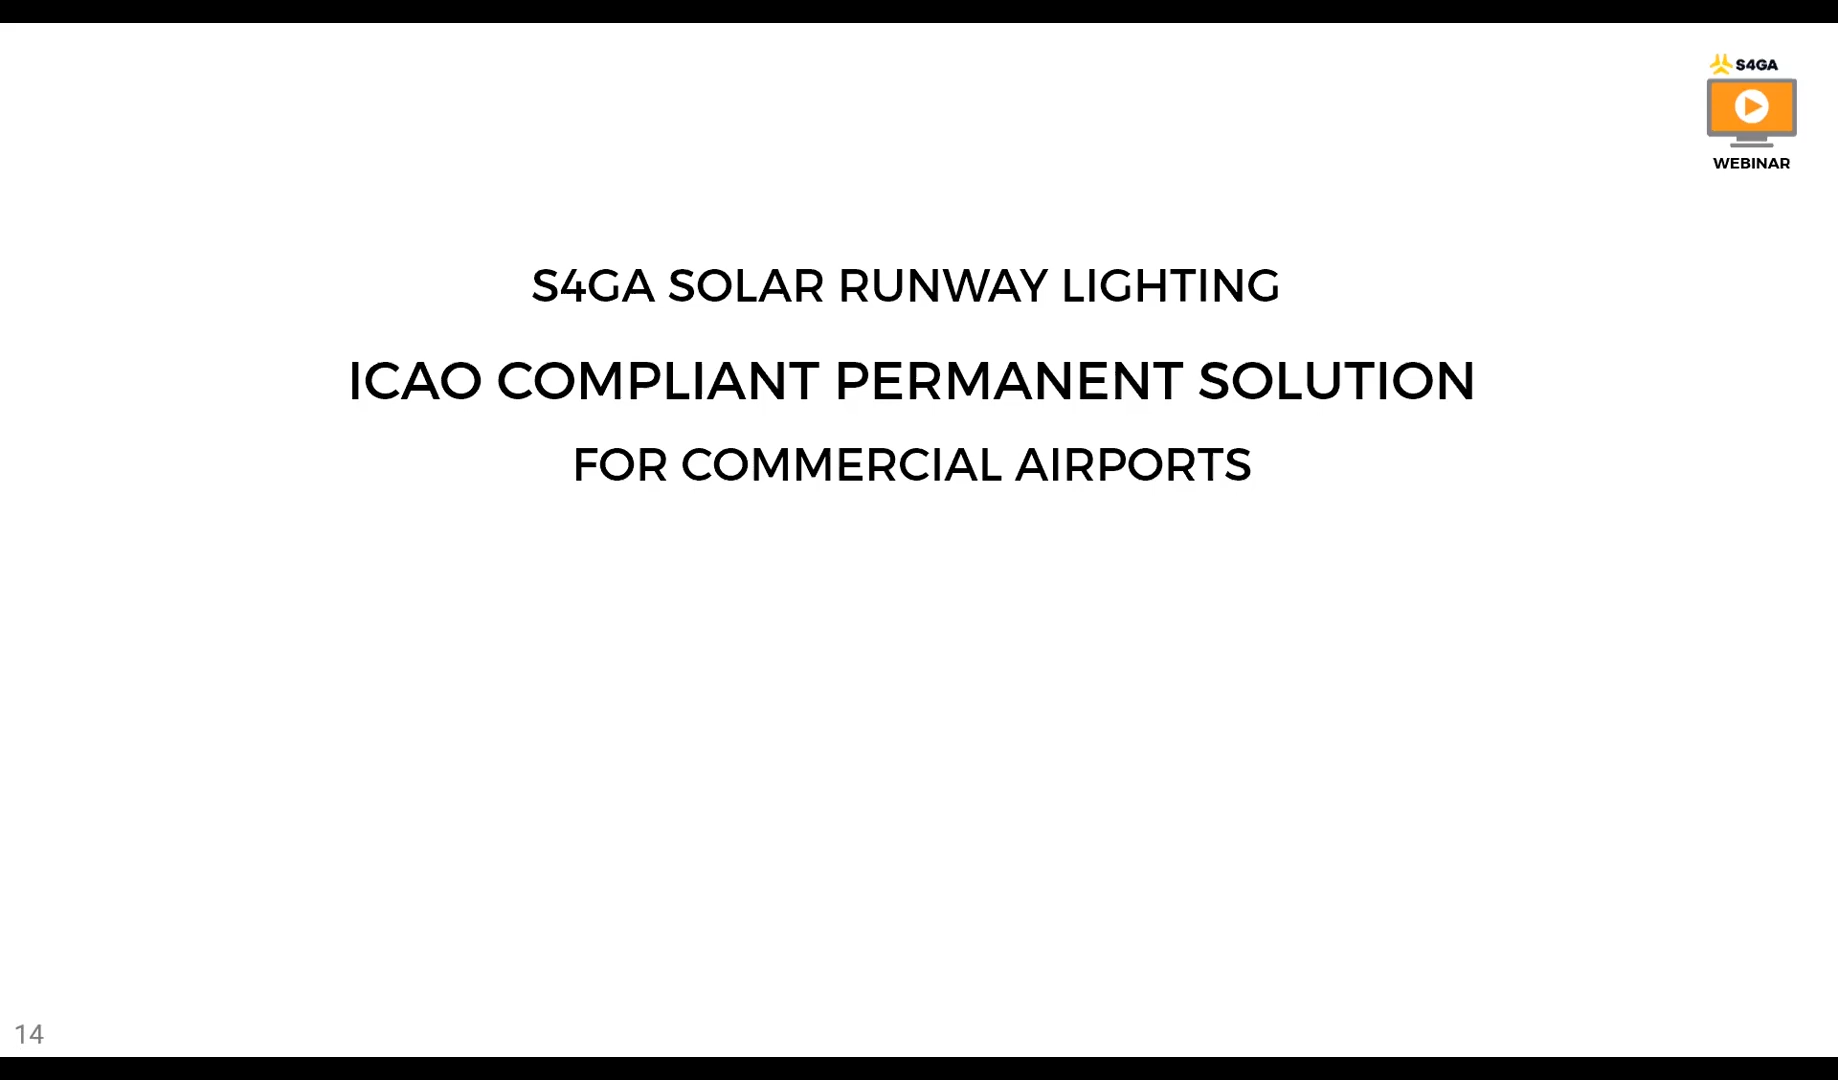 S4GA
WEBINAR
S4GA SOLAR RUNWAY LIGHTING
ICAO COMPLIANT PERMANENT SOLUTION
FOR COMMERCIAL AIRPORTS
14